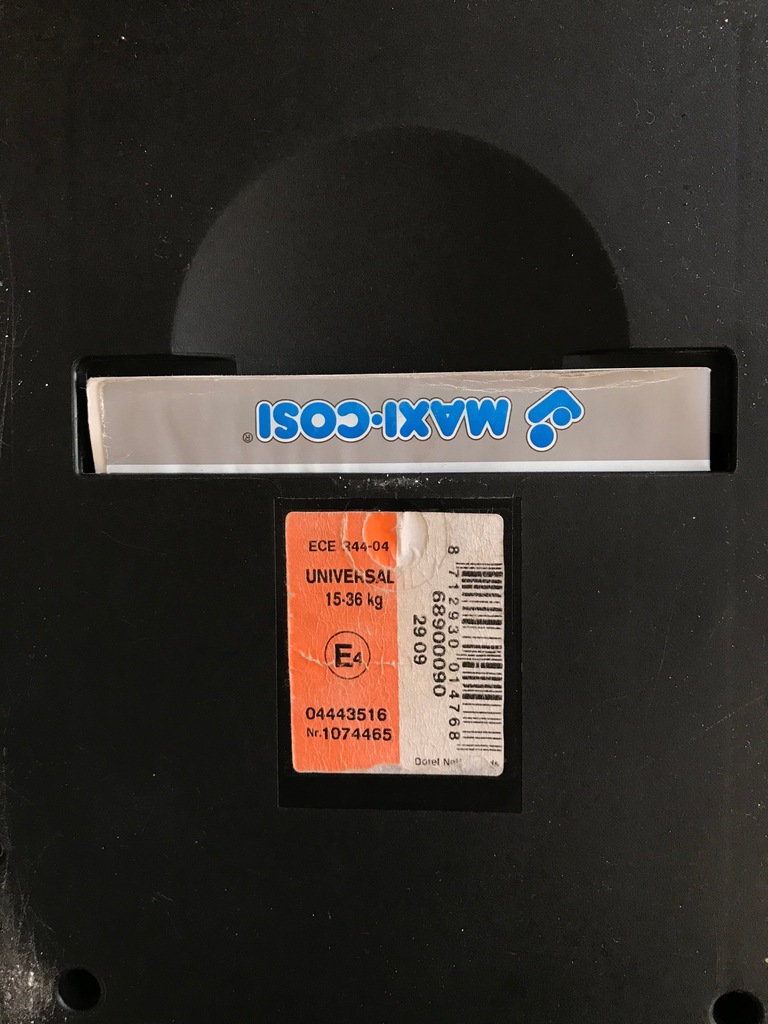 MAXI·COSI®
ECE R44-04
UNIVERSAL
15-36 kg
E4
04443516
Nr.1074465
68900090
29 09
8 712930 014768
Dorel